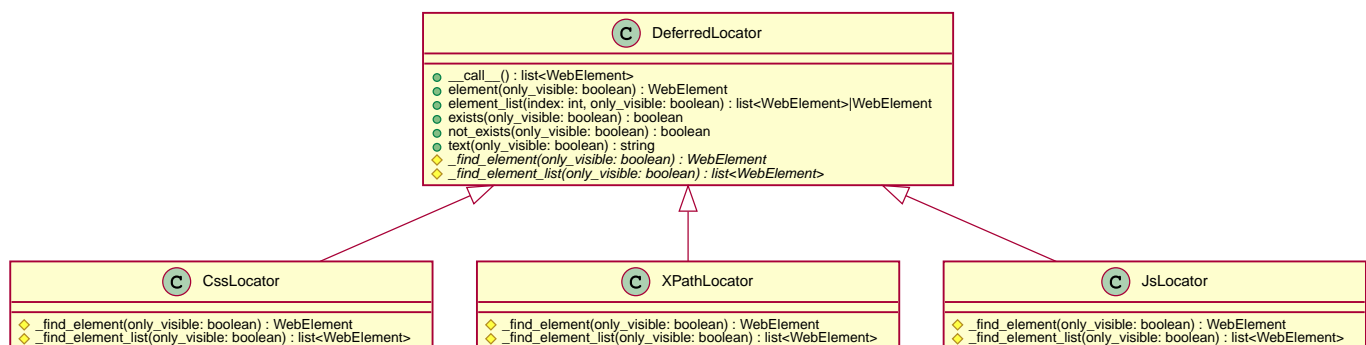 C DeferredLocator
__call__() : list<WebElement>
element(only_visible: boolean) : WebElement
element_list(index: int, only_visible: boolean) : list<WebElement>|WebElement
exists(only_visible: boolean) : boolean
not_exists(only_visible: boolean) : boolean
text(only_visible: boolean) : string
_find_element(only_visible: boolean) : WebElement
_find_element_list(only_visible: boolean) : list<WebElement>
C CssLocator
_find_element(only_visible: boolean) : WebElement
_find_element_list(only_visible: boolean) : list<WebElement>
C XPathLocator
_find_element(only_visible: boolean) : WebElement
_find_element_list(only_visible: boolean) : list<WebElement>
C JsLocator
_find_element(only_visible: boolean) : WebElement
_find_element_list(only_visible: boolean) : list<WebElement>